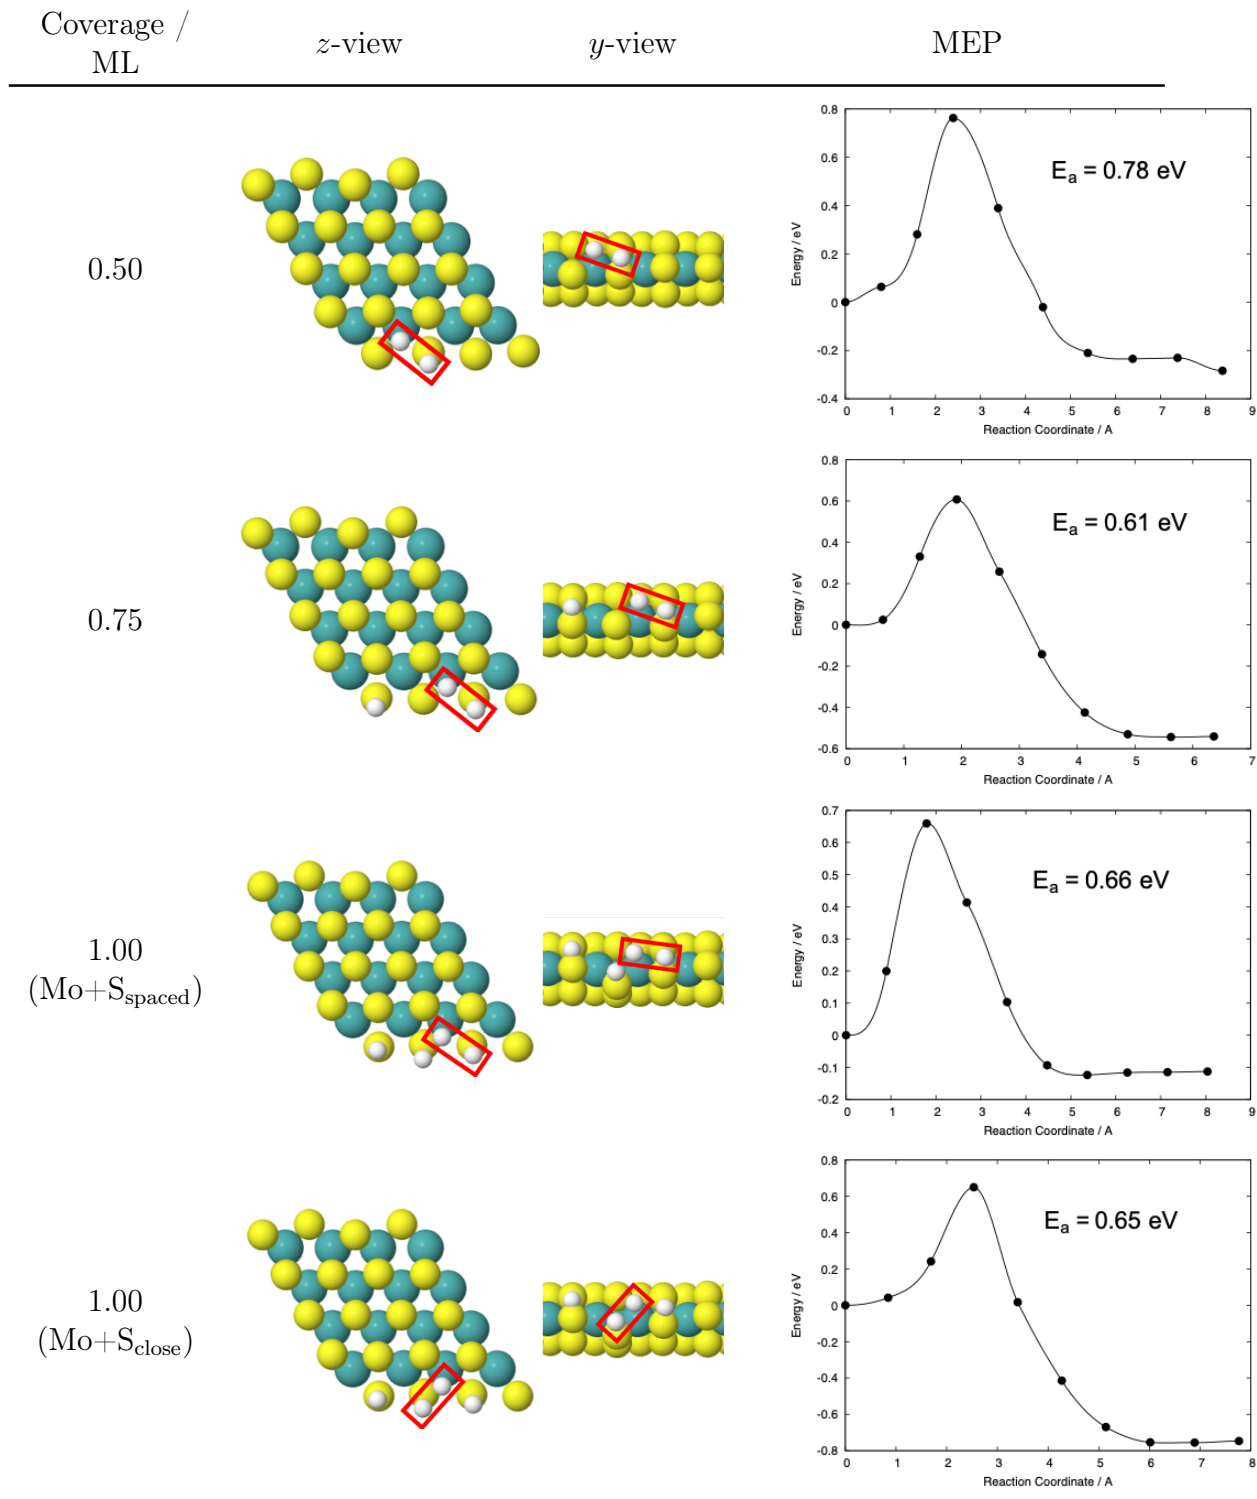 Coverage /
ML
z-view
y-view
MEP
0.50
0.8
0.6
0.4
0.2
0
-0.2
-0.4
Energy / eV
Eₐ = 0.78 eV
0 1 2 3 4 5 6 7 8 9
Reaction Coordinate / A
0.75
0.8
0.6
0.4
0.2
0
-0.2
-0.4
-0.6
Energy / eV
Eₐ = 0.61 eV
0 1 2 3 4 5 6 7
Reaction Coordinate / A
1.00
(Mo+S_spaced)
0.7
0.6
0.5
0.4
0.3
0.2
0.1
0
-0.1
-0.2
Energy / eV
Eₐ = 0.66 eV
0 1 2 3 4 5 6 7 8 9
Reaction Coordinate / A
1.00
(Mo+S_close)
0.8
0.6
0.4
0.2
0
-0.2
-0.4
-0.6
-0.8
Energy / eV
Eₐ = 0.65 eV
0 1 2 3 4 5 6 7 8
Reaction Coordinate / A